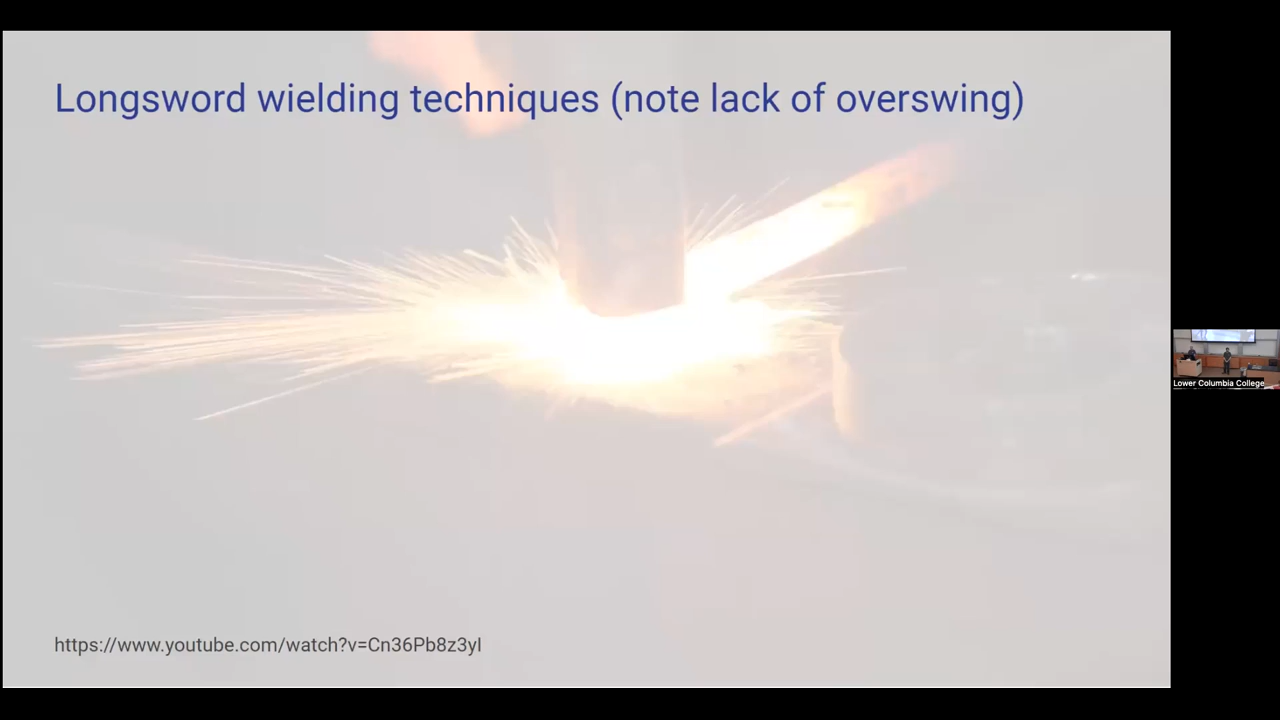 Longsword wielding techniques (note lack of overswing)
https://www.youtube.com/watch?v=Cn36Pb8z3yI
Lower Columbia College